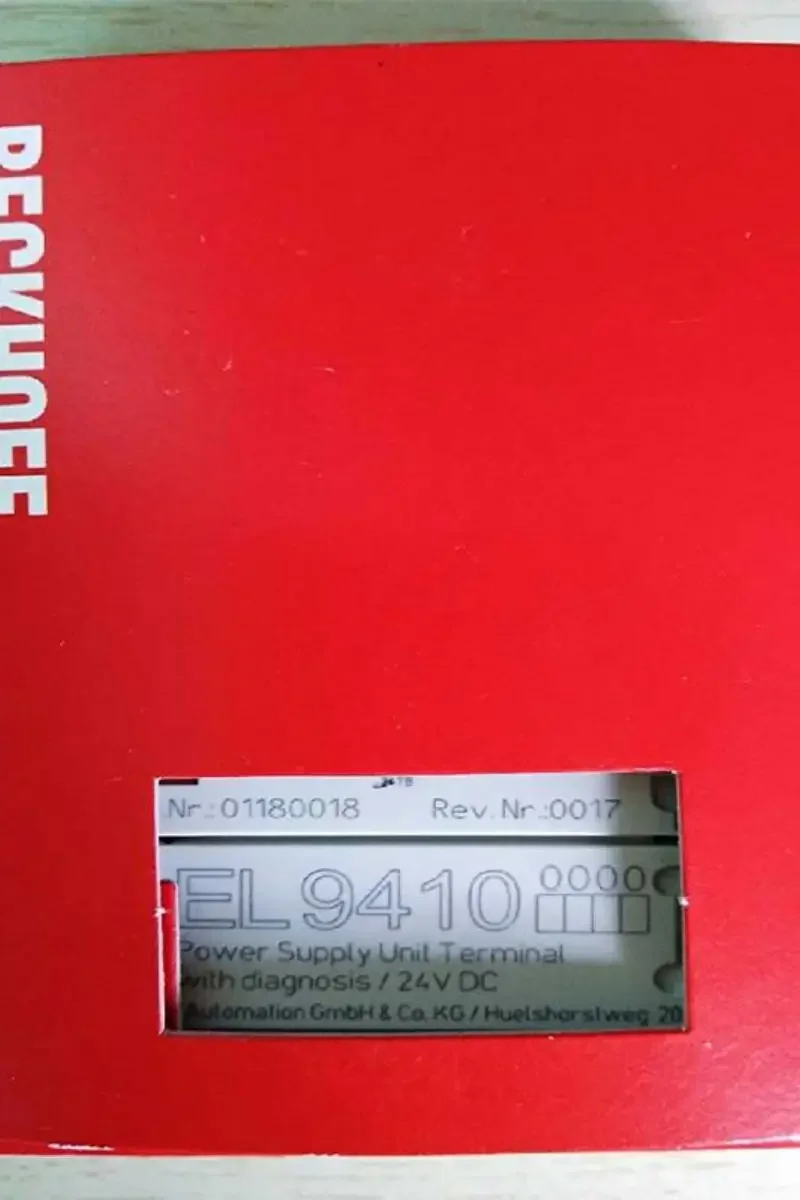 BECKHOFF
Nr.:01180018 Rev.Nr.:0017
EL9410 0000
Power Supply Unit Terminal
with diagnosis / 24V DC
Automation GmbH & Co. KG / Huelshorstweg 20